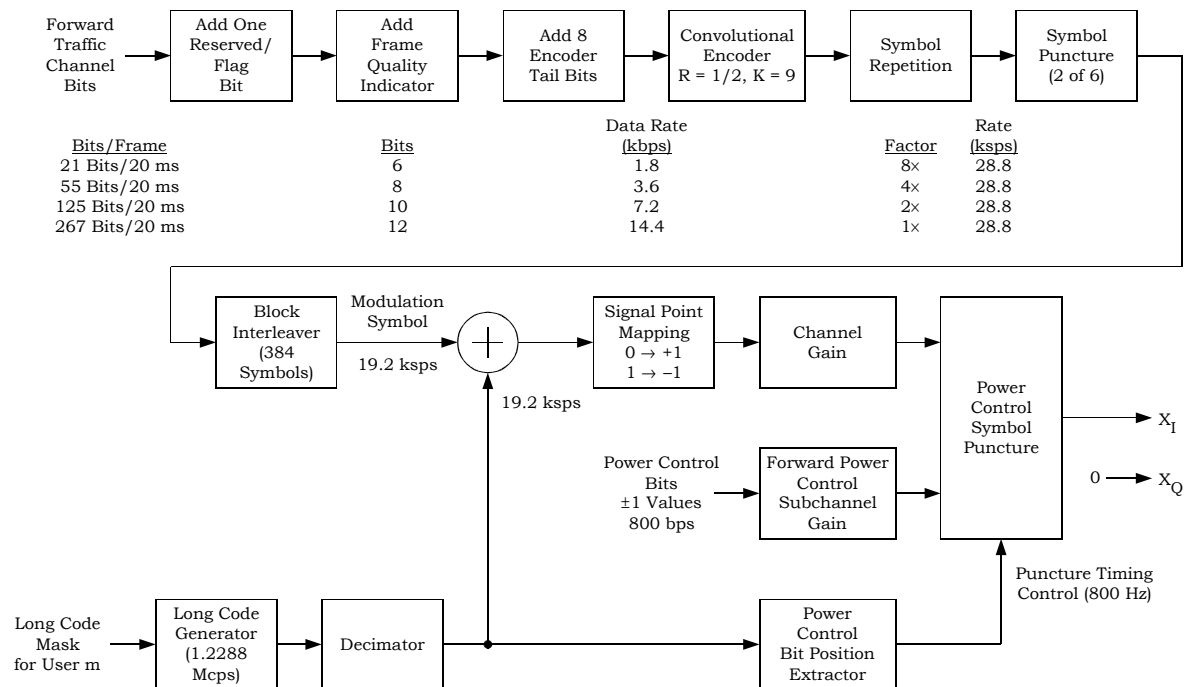 Forward
Traffic
Channel
Bits
Add One
Reserved/
Flag
Bit
Add
Frame
Quality
Indicator
Add 8
Encoder
Tail Bits
Convolutional
Encoder
R = 1/2, K = 9
Symbol
Repetition
Symbol
Puncture
(2 of 6)
Bits/Frame
21 Bits/20 ms
55 Bits/20 ms
125 Bits/20 ms
267 Bits/20 ms
Bits
6
8
10
12
Data Rate
(kbps)
1.8
3.6
7.2
14.4
Factor
8×
4×
2×
1×
Rate
(ksps)
28.8
28.8
28.8
28.8
Block
Interleaver
(384
Symbols)
Modulation
Symbol
19.2 ksps
+
19.2 ksps
Signal Point
Mapping
0 → +1
1 → –1
Channel
Gain
Power
Control
Symbol
Puncture
X_I
0
X_Q
Power Control
Bits
±1 Values
800 bps
Forward Power
Control
Subchannel
Gain
Puncture Timing
Control (800 Hz)
Long Code
Mask
for User m
Long Code
Generator
(1.2288
Mcps)
Decimator
Power
Control
Bit Position
Extractor